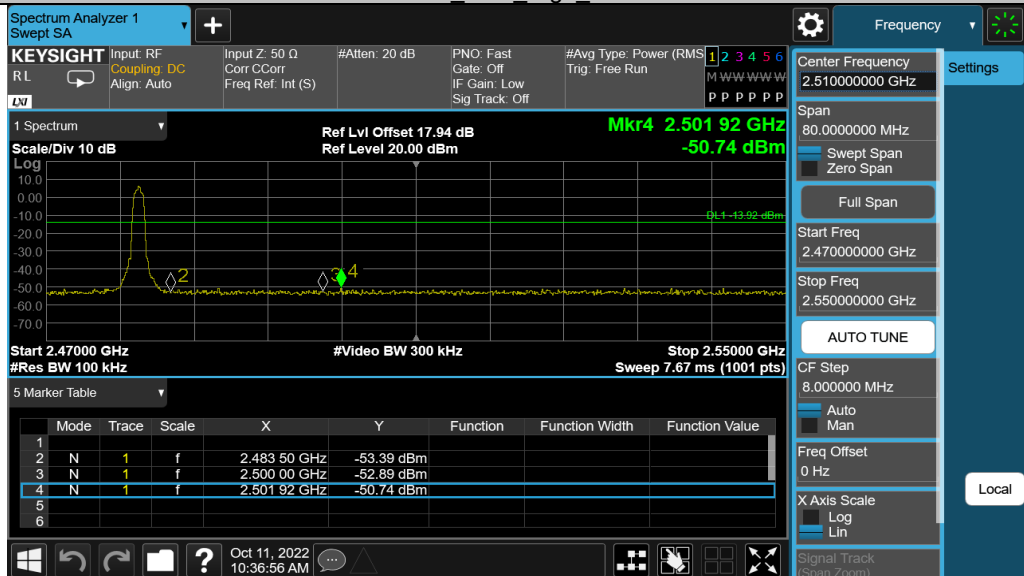 Spectrum Analyzer 1
Swept SA
Frequency
KEYSIGHT
R L
LXI
Input: RF
Coupling: DC
Align: Auto
Input Z: 50 Ω
Corr CCorr
Freq Ref: Int (S)
#Atten: 20 dB
PNO: Fast
Gate: Off
IF Gain: Low
Sig Track: Off
#Avg Type: Power (RMS
Trig: Free Run
1 2 3 4 5 6
M W W W W W
P P P P P P
1 Spectrum
Scale/Div 10 dB
Ref Lvl Offset 17.94 dB
Ref Level 20.00 dBm
Mkr4 2.501 92 GHz
-50.74 dBm
Log
10.0
0.00
-10.0
-20.0
-30.0
-40.0
-50.0
-60.0
-70.0
DL1 -13.92 dBm
2
3
4
Start 2.47000 GHz
#Video BW 300 kHz
Stop 2.55000 GHz
#Res BW 100 kHz
Sweep 7.67 ms (1001 pts)
5 Marker Table
Mode Trace Scale X Y Function Function Width Function Value
1
2 N 1 f 2.483 50 GHz -53.39 dBm
3 N 1 f 2.500 00 GHz -52.89 dBm
4 N 1 f 2.501 92 GHz -50.74 dBm
5
6
?
Oct 11, 2022
10:36:56 AM
Center Frequency
2.510000000 GHz
Settings
Span
80.0000000 MHz
Swept Span
Zero Span
Full Span
Start Freq
2.470000000 GHz
Stop Freq
2.550000000 GHz
AUTO TUNE
CF Step
8.000000 MHz
Auto
Man
Freq Offset
0 Hz
Local
X Axis Scale
Log
Lin
Signal Track
(Span Zoom)